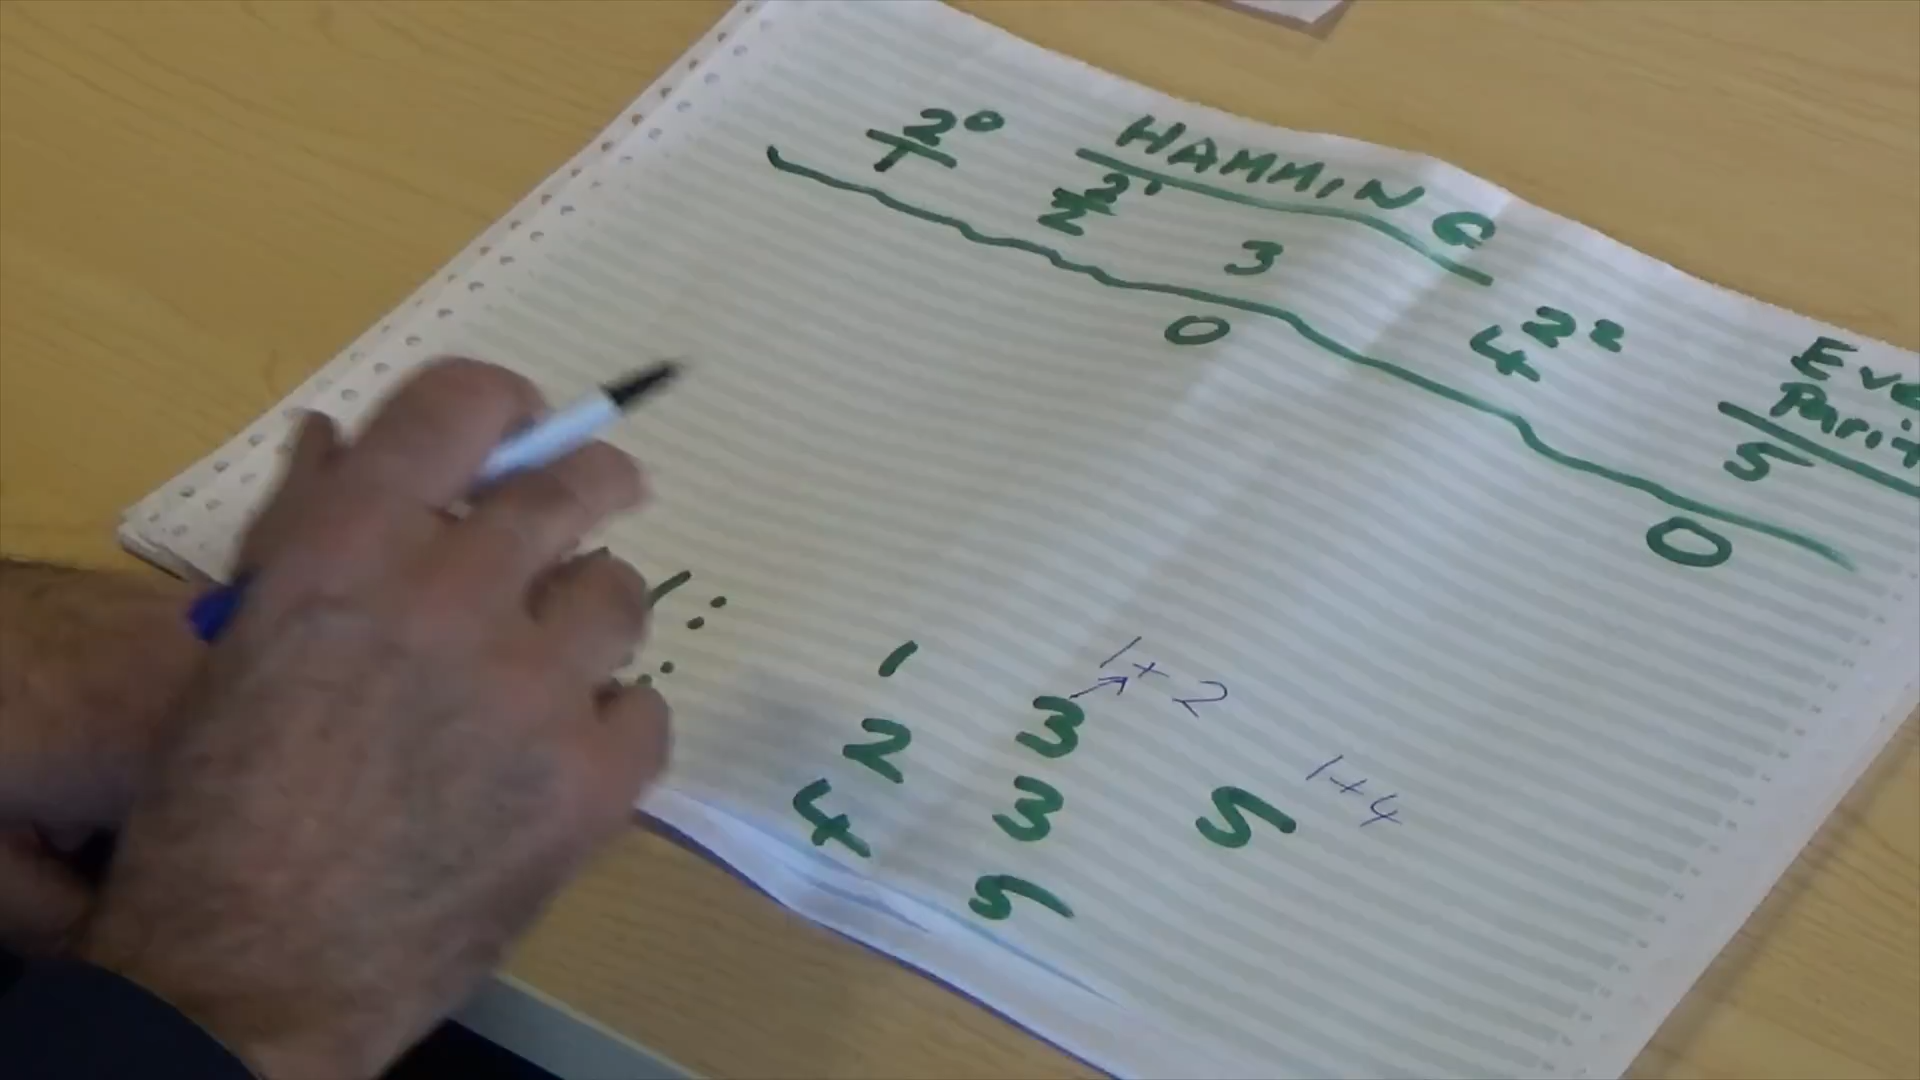 HAMMING
2⁰ 2¹ 2² Even Parity
1 2 3 4 5
0 0
1:
:
1 1+2
2 3
4 3 5 1+4
5